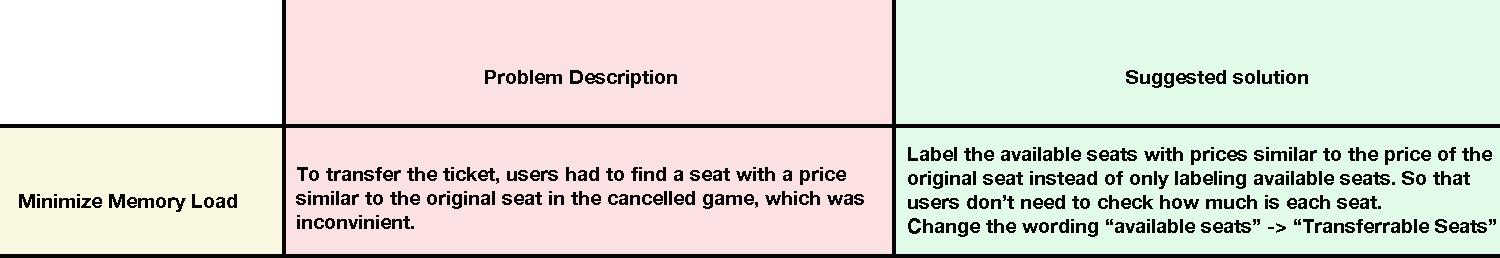 Problem Description
Suggested solution
Minimize Memory Load
To transfer the ticket, users had to find a seat with a price
similar to the original seat in the cancelled game, which was
inconvinient.
Label the available seats with prices similar to the price of the
original seat instead of only labeling available seats. So that
users don’t need to check how much is each seat.
Change the wording “available seats” -> “Transferrable Seats”